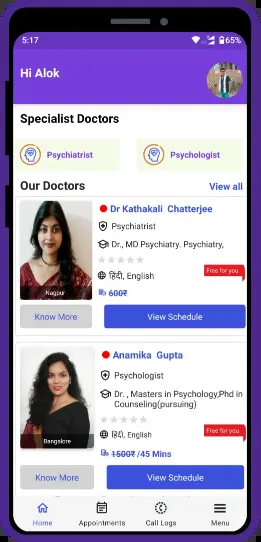 5:17
65%
Hi Alok
Specialist Doctors
Psychiatrist
Psychologist
Our Doctors
View all
Dr Kathakali Chatterjee
Psychiatrist
Dr., MD Psychiatry. Psychiatry,
हिंदी, English
Free for you
600₹
Nagpur
Know More
View Schedule
Anamika Gupta
Psychologist
Dr. , Masters in Psychology,Phd in
Counseling(pursuing)
हिंदी, English
Free for you
1500₹ /45 Mins
Bangalore
Know More
View Schedule
Home
Appointments
Call Logs
Menu